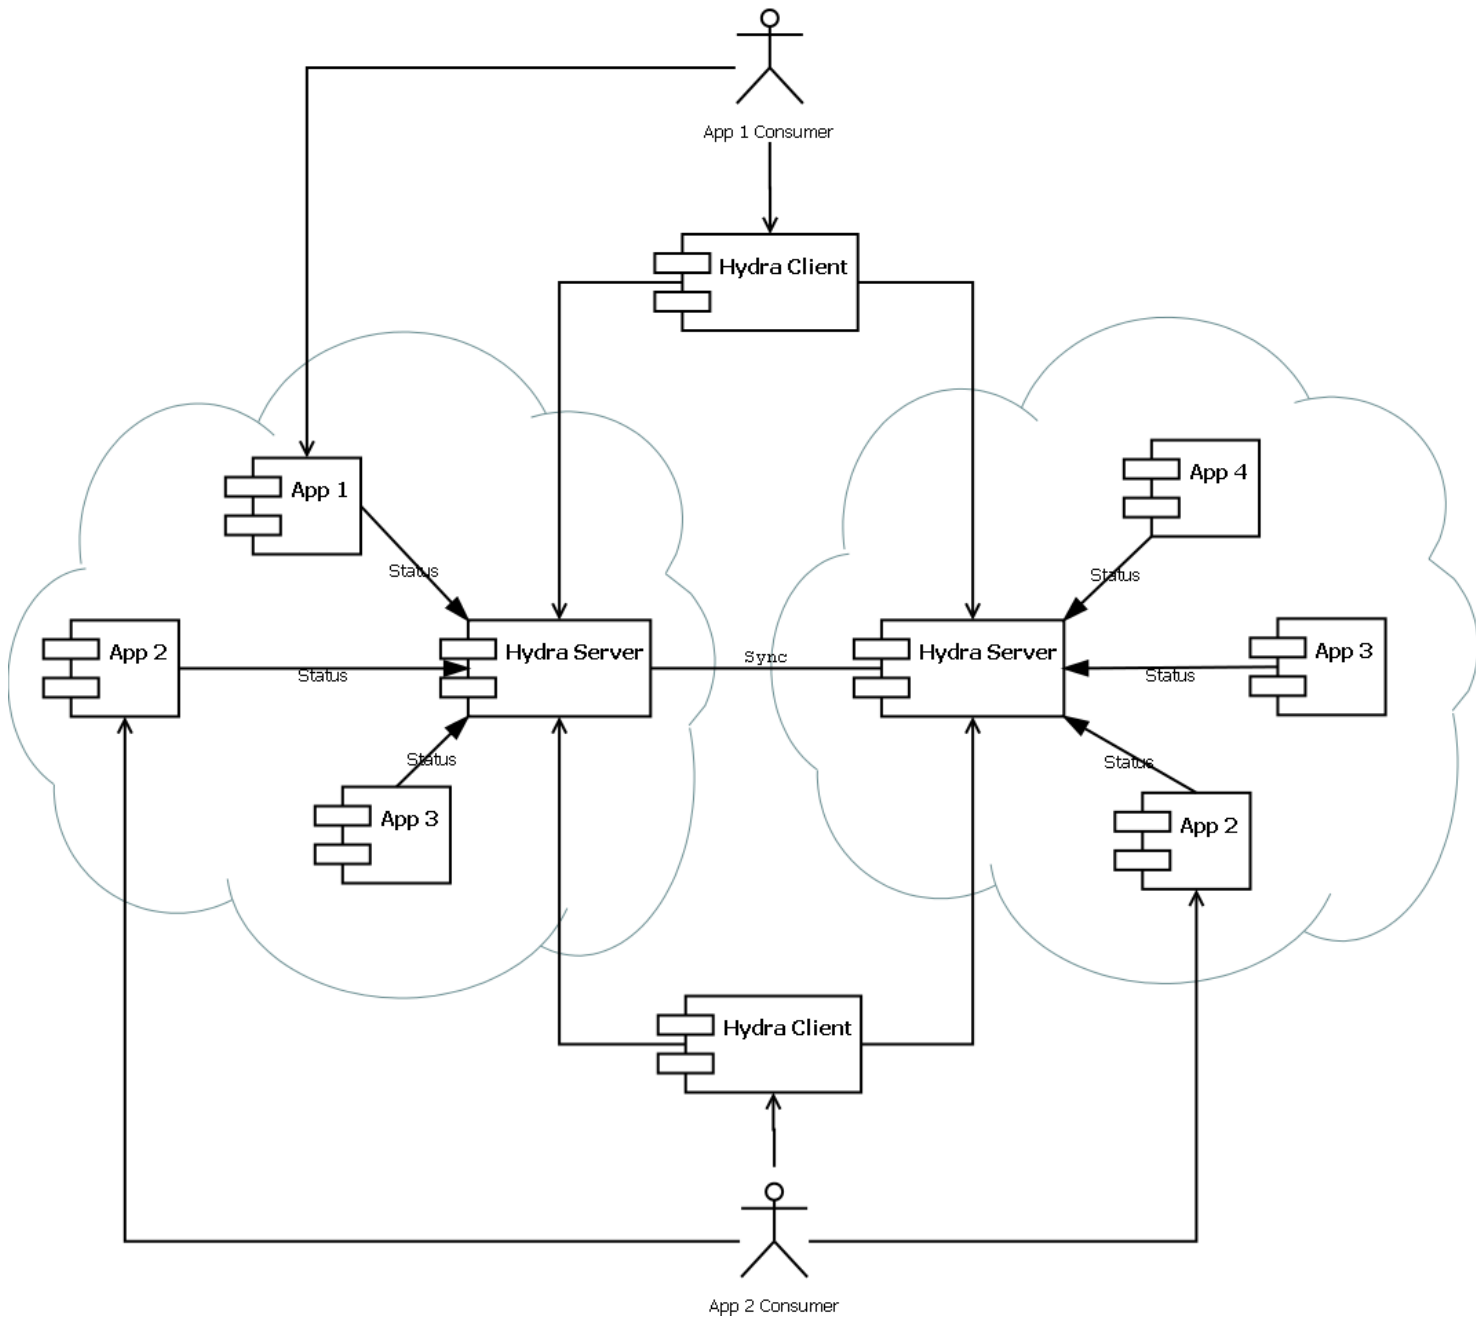 App 1 Consumer
Hydra Client
App 4
App 1
Status
Status
App 2
Hydra Server
Sync
Hydra Server
App 3
Status
Status
Status
Status
App 3
App 2
Hydra Client
App 2 Consumer